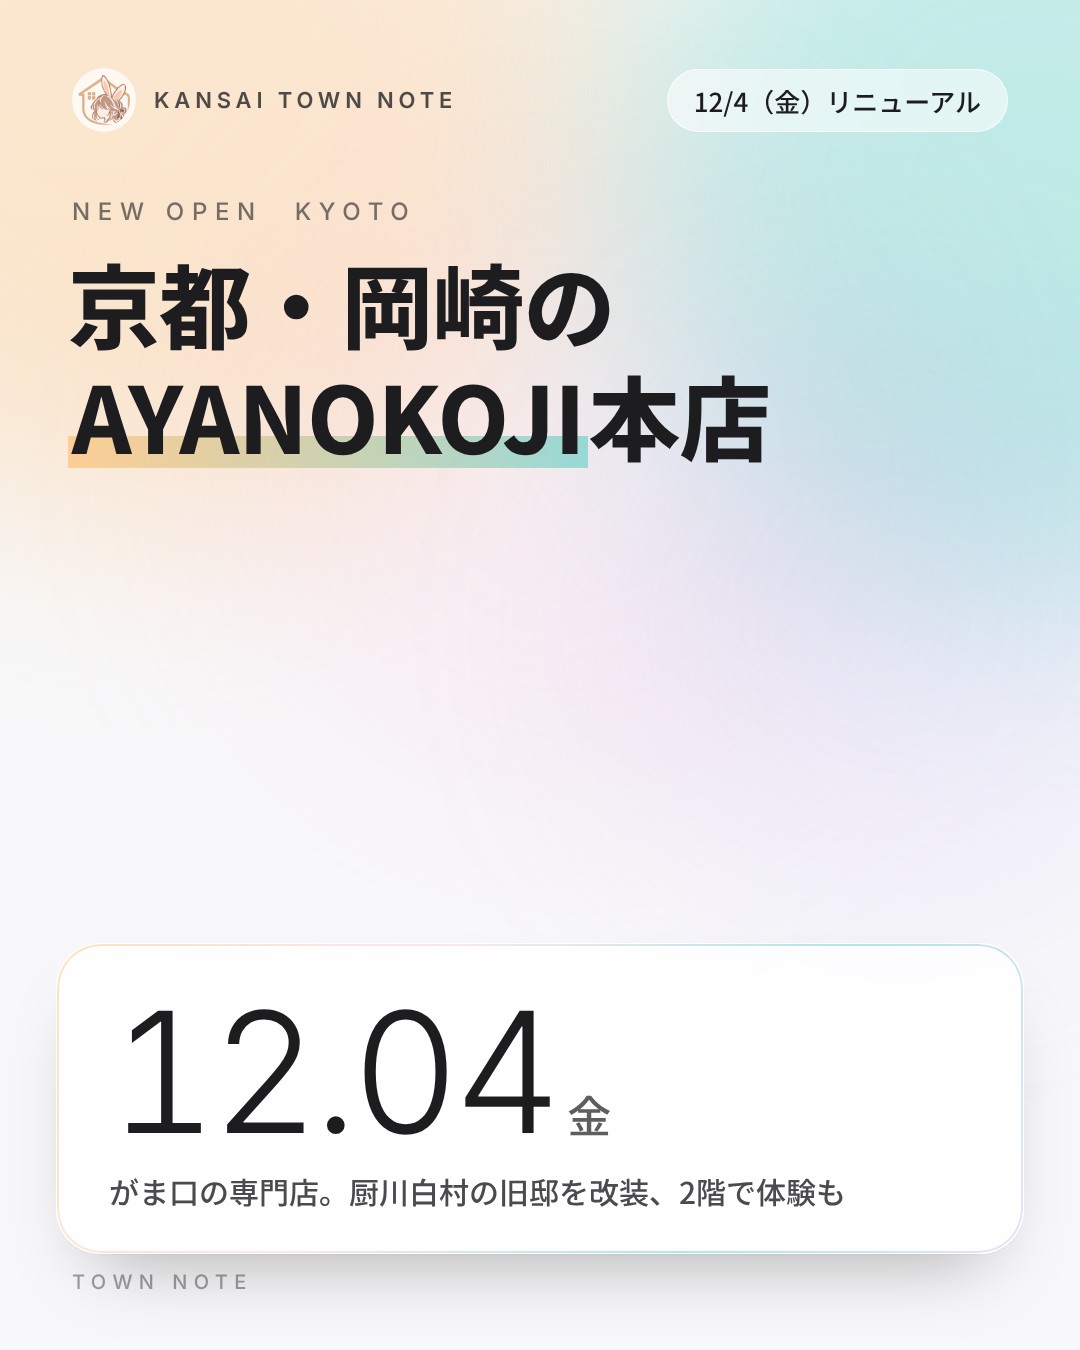 KANSAI TOWN NOTE
12/4（金）リニューアル
NEW OPEN KYOTO
京都・岡崎の
AYANOKOJI本店
12.04 金
がま口の専門店。厨川白村の旧邸を改装、2階で体験も
TOWN NOTE